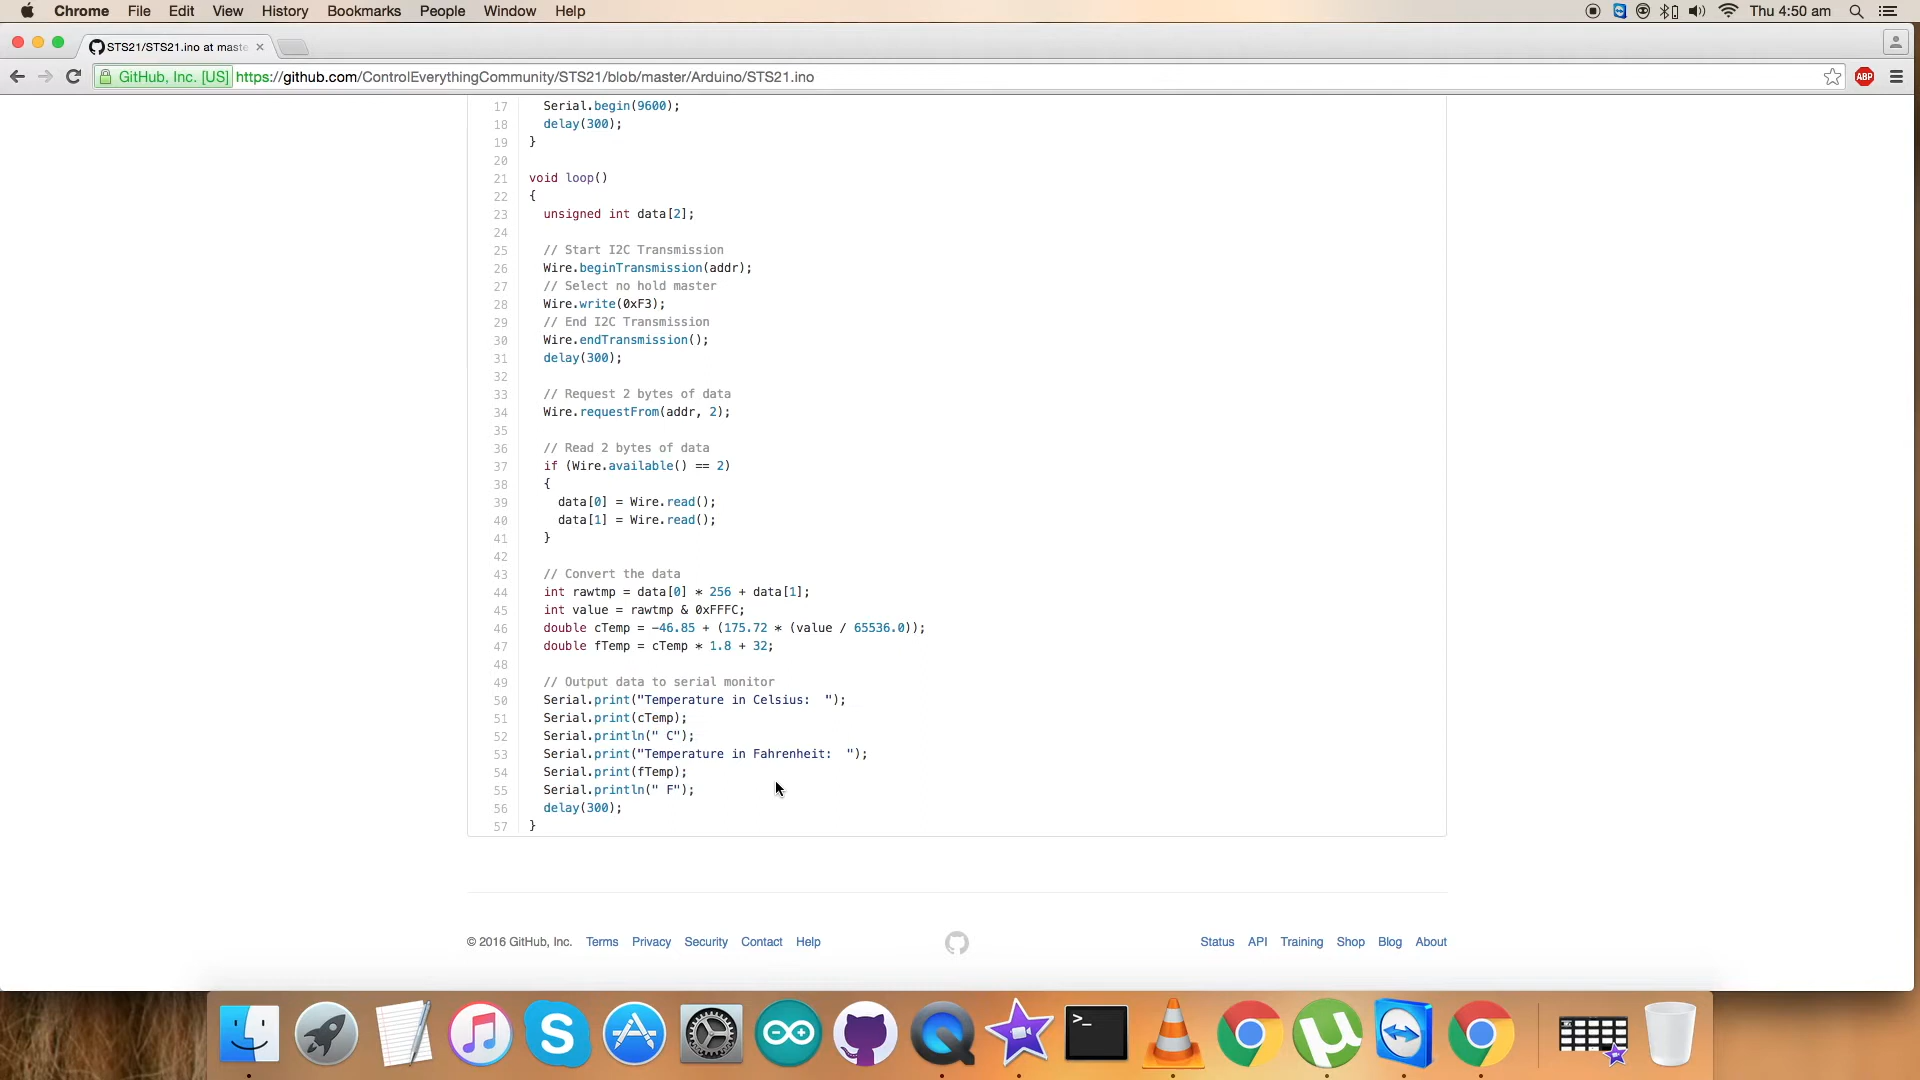 Chrome File Edit View History Bookmarks People Window Help Thu 4:50 am
STS21/STS21.ino at maste
GitHub, Inc. [US] https://github.com/ControlEverythingCommunity/STS21/blob/master/Arduino/STS21.ino ABP
17 Serial.begin(9600);
18 delay(300);
19 }
20
21 void loop()
22 {
23 unsigned int data[2];
24
25 // Start I2C Transmission
26 Wire.beginTransmission(addr);
27 // Select no hold master
28 Wire.write(0xF3);
29 // End I2C Transmission
30 Wire.endTransmission();
31 delay(300);
32
33 // Request 2 bytes of data
34 Wire.requestFrom(addr, 2);
35
36 // Read 2 bytes of data
37 if (Wire.available() == 2)
38 {
39 data[0] = Wire.read();
40 data[1] = Wire.read();
41 }
42
43 // Convert the data
44 int rawtmp = data[0] * 256 + data[1];
45 int value = rawtmp & 0xFFFC;
46 double cTemp = -46.85 + (175.72 * (value / 65536.0));
47 double fTemp = cTemp * 1.8 + 32;
48
49 // Output data to serial monitor
50 Serial.print("Temperature in Celsius:  ");
51 Serial.print(cTemp);
52 Serial.println(" C");
53 Serial.print("Temperature in Fahrenheit:  ");
54 Serial.print(fTemp);
55 Serial.println(" F");
56 delay(300);
57 }
© 2016 GitHub, Inc. Terms Privacy Security Contact Help Status API Training Shop Blog About